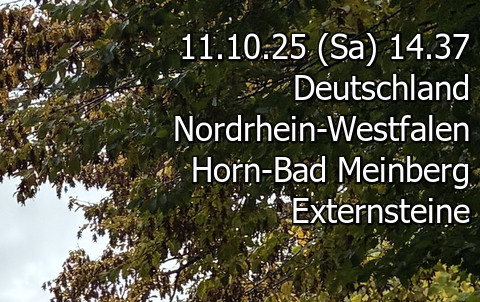 11.10.25 (Sa) 14.37
Deutschland
Nordrhein-Westfalen
Horn-Bad Meinberg
Externsteine